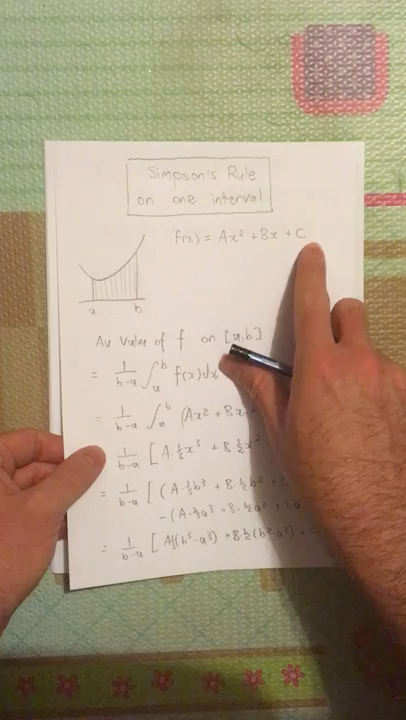 Simpson's Rule
on one interval
f(x) = Ax² + Bx + C
a b
Av Value of f on [a,b]
= 1/(b-a) ∫ₐᵇ f(x)dx
= 1/(b-a) ∫ₐᵇ (Ax² + Bx +
1/(b-a) [A·⅓x³ + B·½x²
= 1/(b-a) [(A·⅓b³ + B·½b² +
-(A·⅓a³ + B·½a² +
= 1/(b-a) [A⅓(b³-a³) + B·½(b²-a²) +